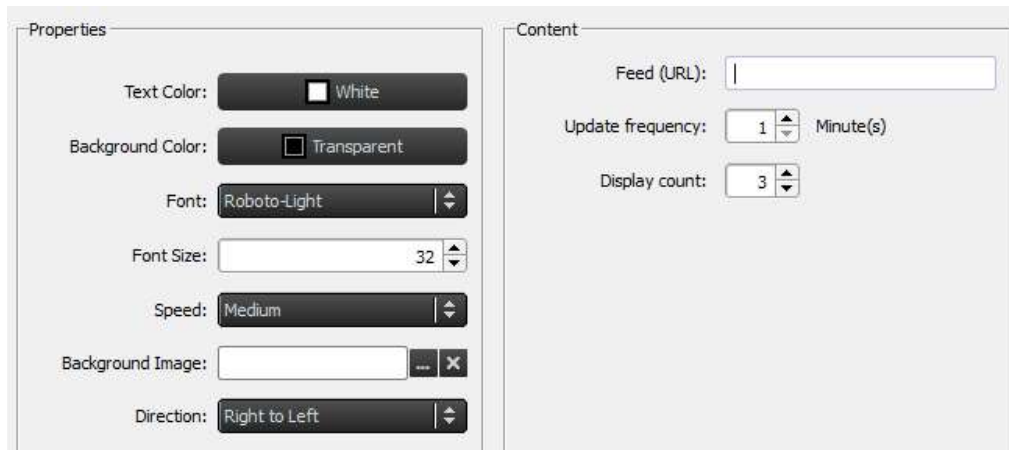 Properties
Text Color: White
Background Color: Transparent
Font: Roboto-Light
Font Size: 32
Speed: Medium
Background Image: ...
Direction: Right to Left
Content
Feed (URL):
Update frequency: 1 Minute(s)
Display count: 3